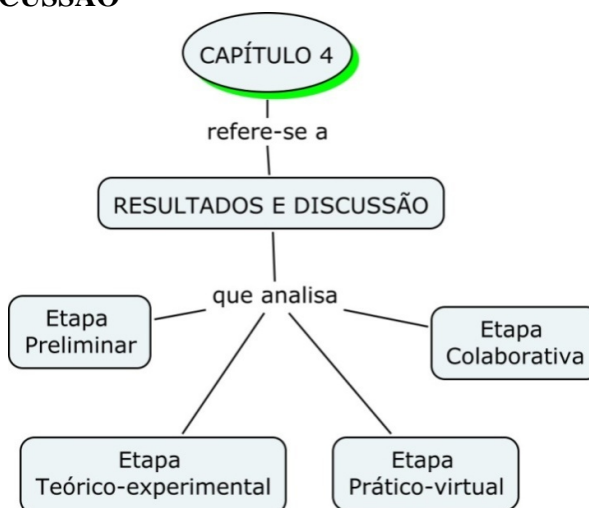 CUSSÃO
CAPÍTULO 4
refere-se a
RESULTADOS E DISCUSSÃO
que analisa
Etapa
Preliminar
Etapa
Colaborativa
Etapa
Teórico-experimental
Etapa
Prático-virtual